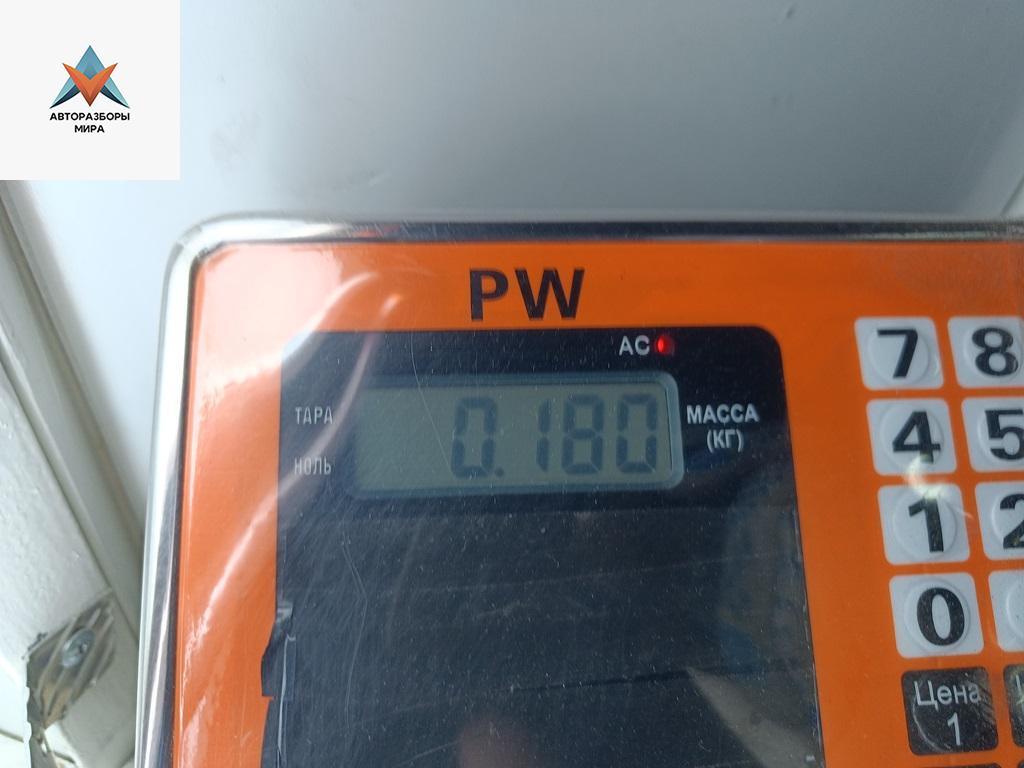 АВТОРАЗБОРЫ
МИРА
PW
AC
ТАРА
НОЛЬ
0.180
МАССА
(КГ)
7 8
4 5
1 2
0
Цена
1